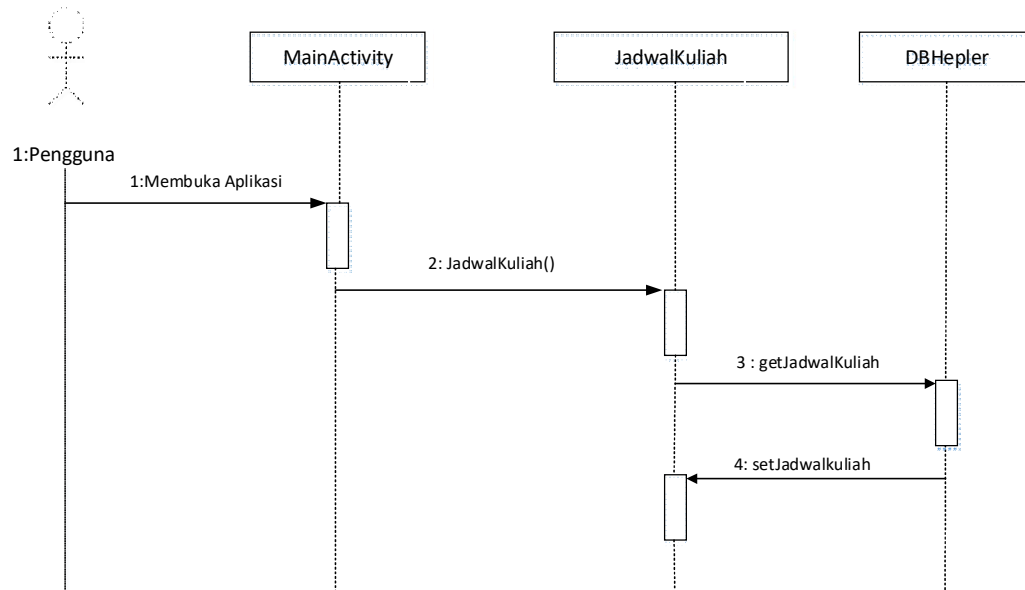 MainActivity
JadwalKuliah
DBHepler
1:Pengguna
1:Membuka Aplikasi
2: JadwalKuliah()
3 : getJadwalKuliah
4: setJadwalkuliah